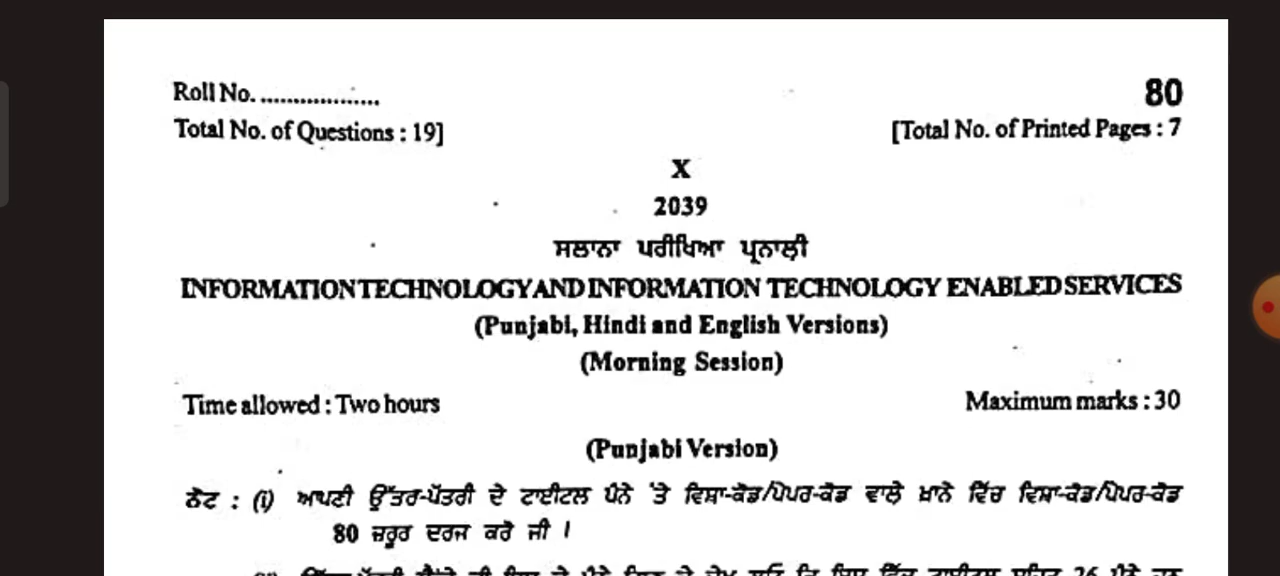 Roll No. ...................
80
Total No. of Questions : 19]
[Total No. of Printed Pages : 7
X
2039
ਸਲਾਨਾ ਪਰੀਖਿਆ ਪ੍ਰਨਾਲੀ
INFORMATION TECHNOLOGY AND INFORMATION TECHNOLOGY ENABLED SERVICES
(Punjabi, Hindi and English Versions)
(Morning Session)
Time allowed : Two hours
Maximum marks : 30
(Punjabi Version)
ਨੋਟ : (i) ਆਪਣੀ ਉੱਤਰ-ਪੱਤਰੀ ਦੇ ਟਾਈਟਲ ਪੰਨੇ 'ਤੇ ਵਿਸ਼ਾ-ਕੋਡ/ਪੇਪਰ-ਕੋਡ ਵਾਲੇ ਖ਼ਾਨੇ ਵਿੱਚ ਵਿਸ਼ਾ-ਕੋਡ/ਪੇਪਰ-ਕੋਡ
80 ਜ਼ਰੂਰ ਦਰਜ ਕਰੋ ਜੀ ।